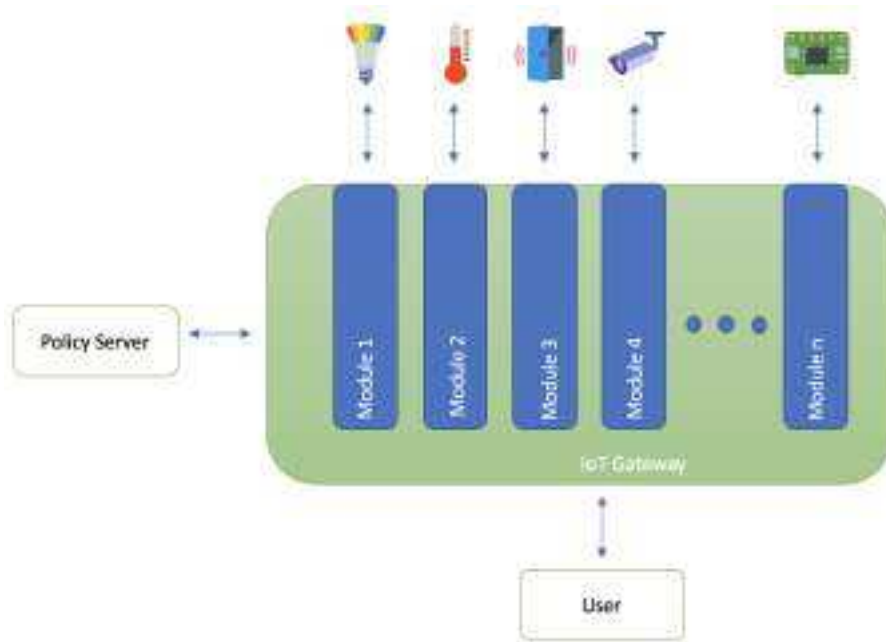 Policy Server
Module 1
Module 2
Module 3
Module 4
Module n
IoT Gateway
User